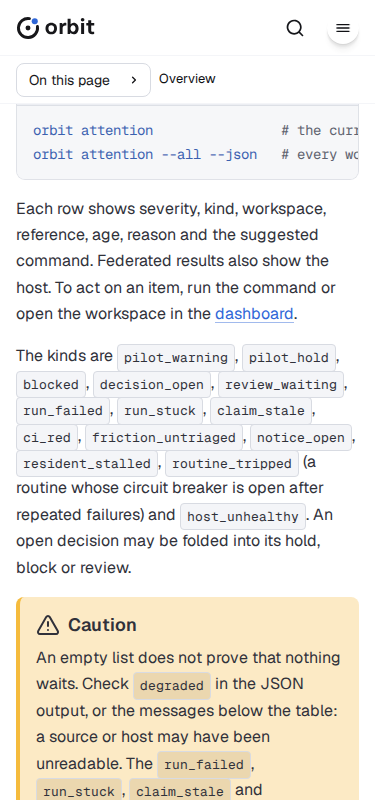 orbit
On this page
Overview
orbit attention # the curr
orbit attention --all --json # every wo
Each row shows severity, kind, workspace,
reference, age, reason and the suggested
command. Federated results also show the
host. To act on an item, run the command or
open the workspace in the dashboard.
The kinds are pilot_warning, pilot_hold,
blocked, decision_open, review_waiting,
run_failed, run_stuck, claim_stale,
ci_red, friction_untriaged, notice_open,
resident_stalled, routine_tripped (a
routine whose circuit breaker is open after
repeated failures) and host_unhealthy. An
open decision may be folded into its hold,
block or review.
Caution
An empty list does not prove that nothing
waits. Check degraded in the JSON
output, or the messages below the table:
a source or host may have been
unreadable. The run_failed,
run_stuck, claim_stale and